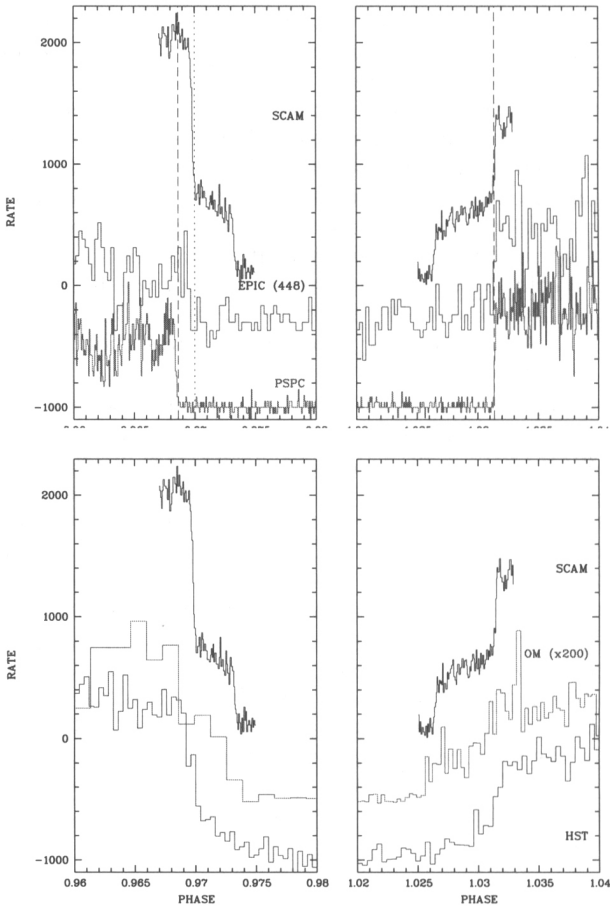 2000
SCAM
1000
RATE
0
EPIC (448)
PSPC
-1000
2000
SCAM
1000
OM (x200)
RATE
0
HST
-1000
0.96 0.965 0.97 0.975 0.98 1.02 1.025 1.03 1.035 1.04
PHASE PHASE